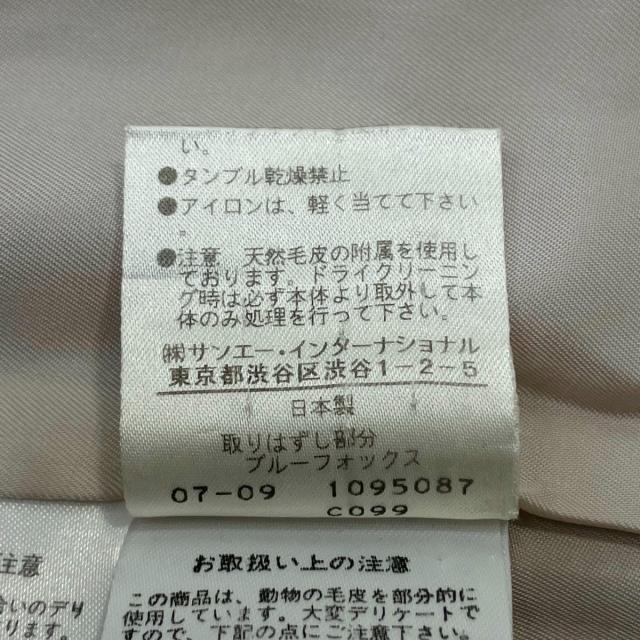 い。
●タンブル乾燥禁止
●アイロンは、軽く当てて下さい
。
●注意 天然毛皮の附属を使用し
ております。ドライクリーニン
グ時は必ず本体より取外して本
体のみ処理を行って下さい。
㈱サンエー・インターナショナル
東京都渋谷区渋谷1-2-5
日本製
取りはずし部分
ブルーフォックス
07-09 1095087
C099
注意
お取扱い上の注意
合いのデリ
ります。
この商品は、動物の毛皮を部分的に
使用しています。大変デリケートで
すので、下記の点にご注意下さい。